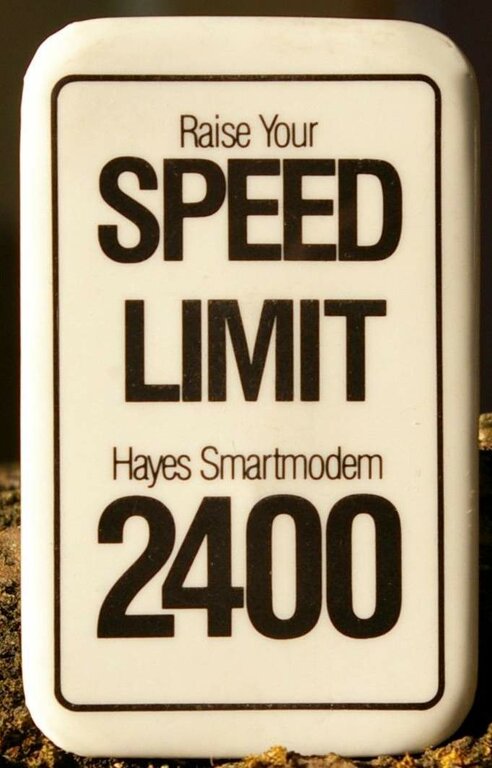 Raise Your
SPEED
LIMIT
Hayes Smartmodem
2400